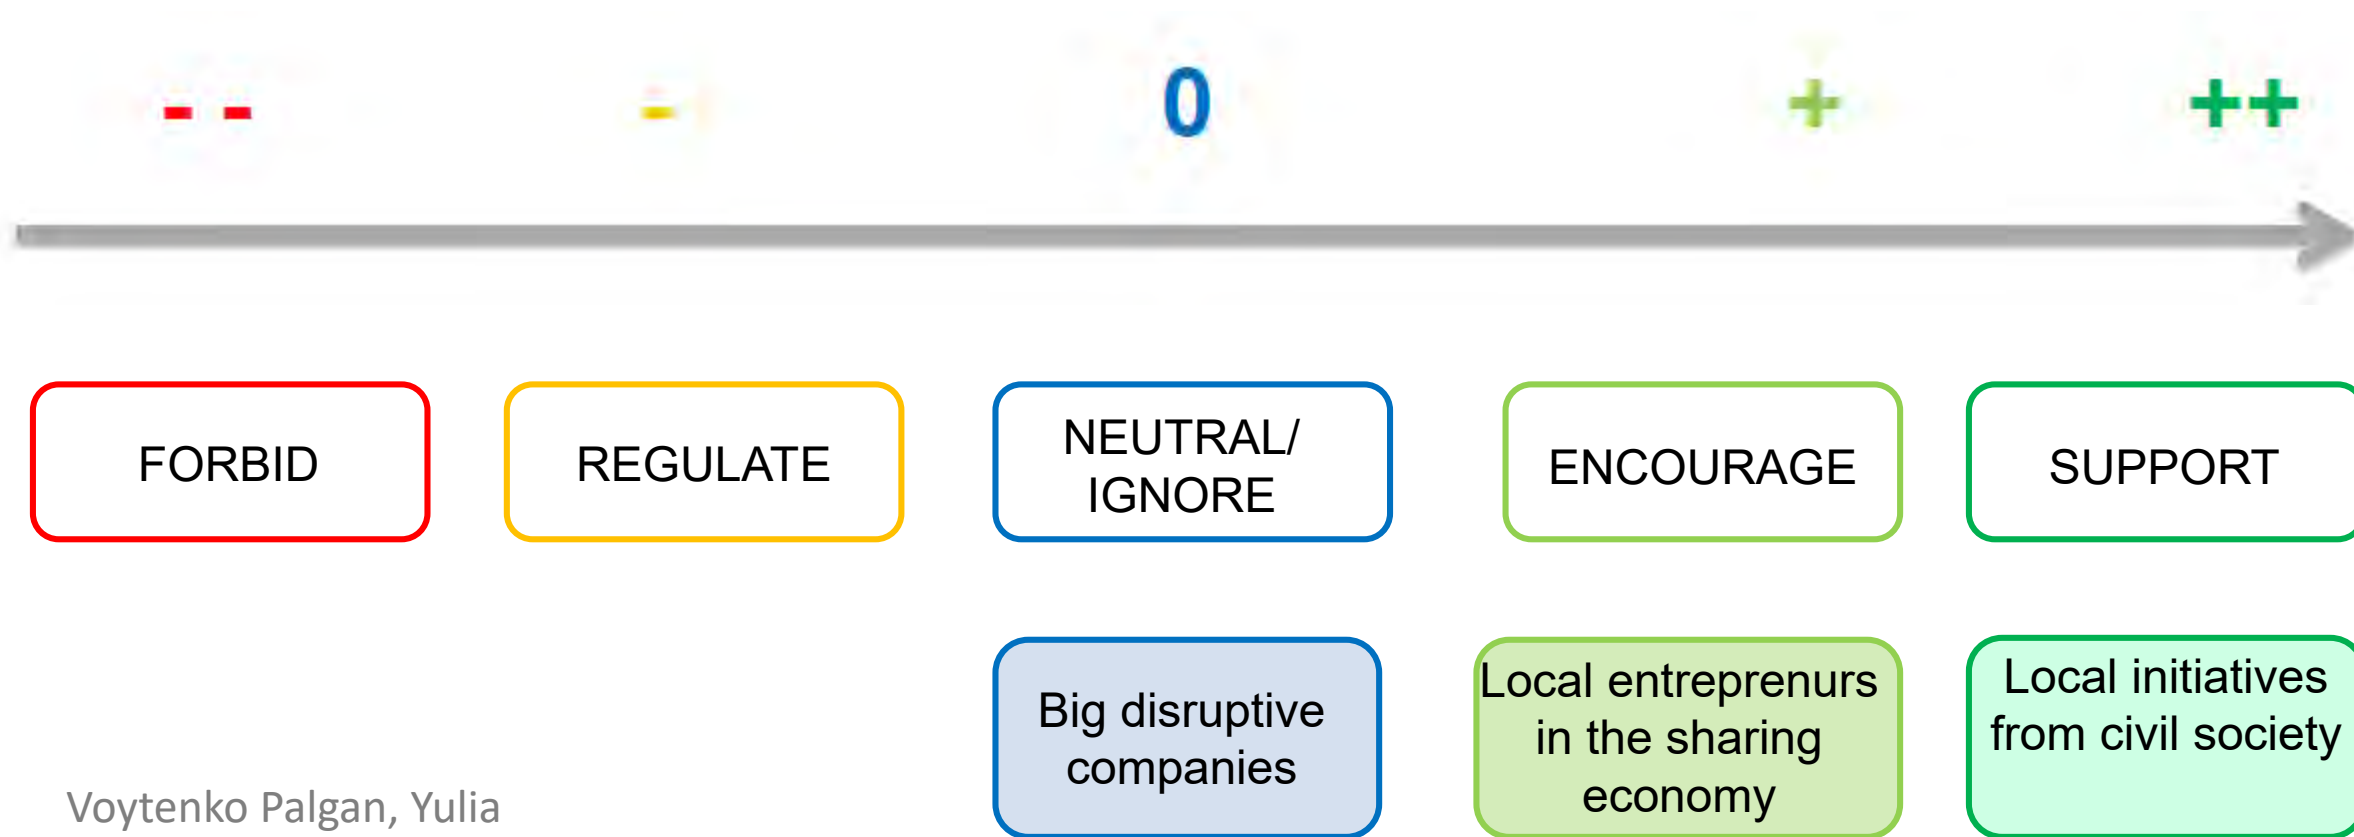 - -
-
0
+
++
FORBID
REGULATE
NEUTRAL/
IGNORE
ENCOURAGE
SUPPORT
Big disruptive
companies
Local entreprenurs
in the sharing
economy
Local initiatives
from civil society
Voytenko Palgan, Yulia